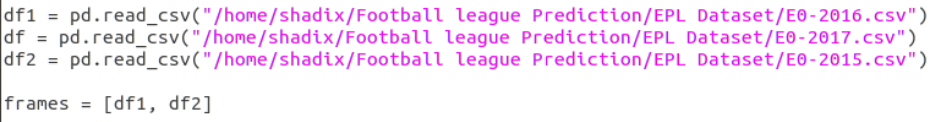 df1 = pd.read_csv("/home/shadix/Football league Prediction/EPL Dataset/E0-2016.csv")
df = pd.read_csv("/home/shadix/Football league Prediction/EPL Dataset/E0-2017.csv")
df2 = pd.read_csv("/home/shadix/Football league Prediction/EPL Dataset/E0-2015.csv")
frames = [df1, df2]